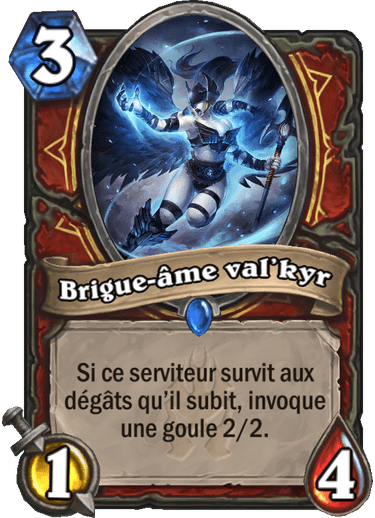 3
Brigue-âme val'kyr
Si ce serviteur survit aux
dégâts qu'il subit, invoque
une goule 2/2.
1
4